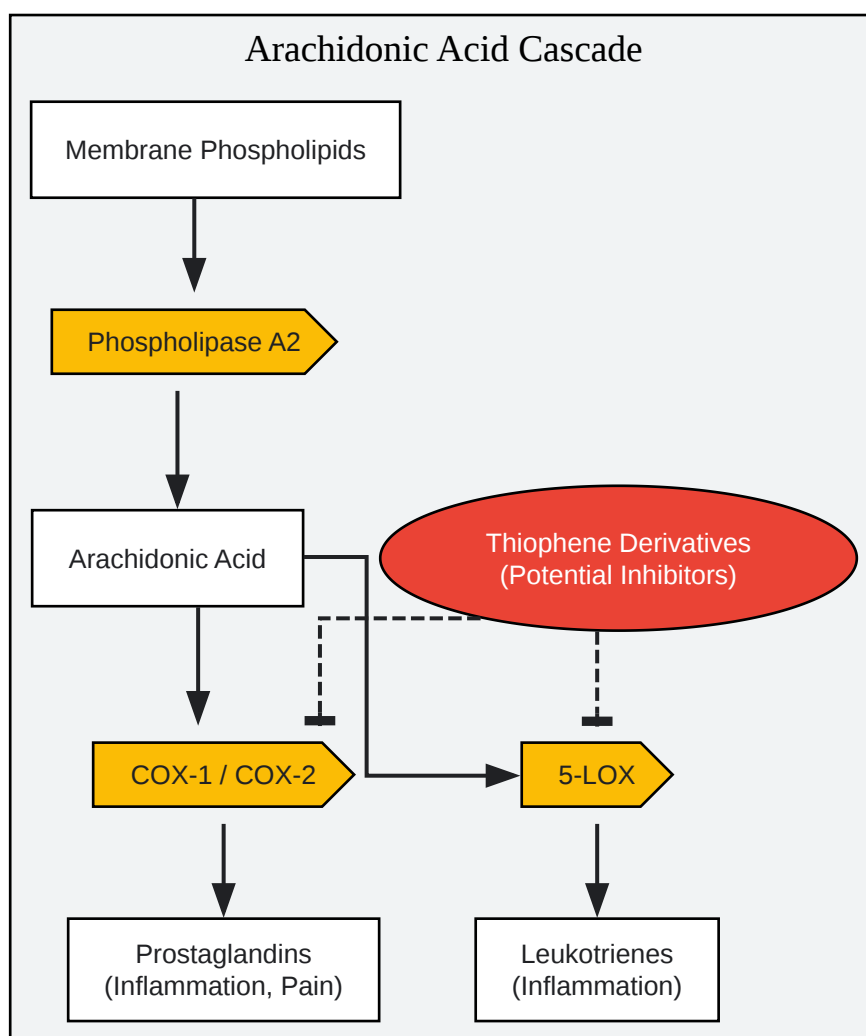 Arachidonic Acid Cascade
Membrane Phospholipids
Phospholipase A2
Arachidonic Acid
Thiophene Derivatives
(Potential Inhibitors)
COX-1 / COX-2
5-LOX
Prostaglandins
(Inflammation, Pain)
Leukotrienes
(Inflammation)